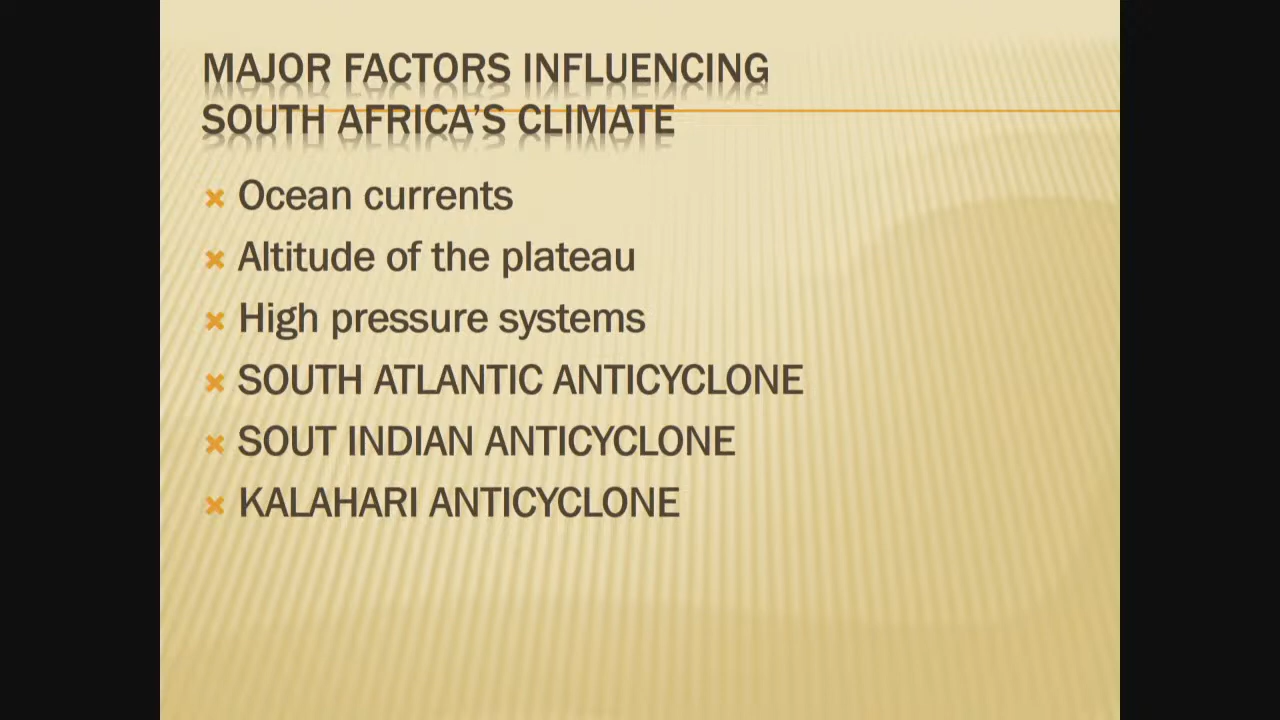 MAJOR FACTORS INFLUENCING
SOUTH AFRICA'S CLIMATE
Ocean currents
Altitude of the plateau
High pressure systems
SOUTH ATLANTIC ANTICYCLONE
SOUT INDIAN ANTICYCLONE
KALAHARI ANTICYCLONE